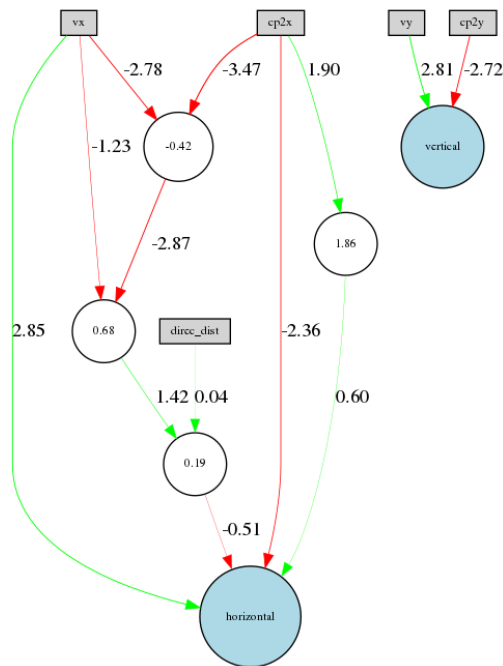 vx
cp2x
vy
cp2y
-2.78
-3.47
1.90
2.81
-2.72
-1.23
-0.42
vertical
-2.87
1.86
0.68
dircc_dist
2.85
-2.36
1.42
0.04
0.60
0.19
-0.51
horizontal